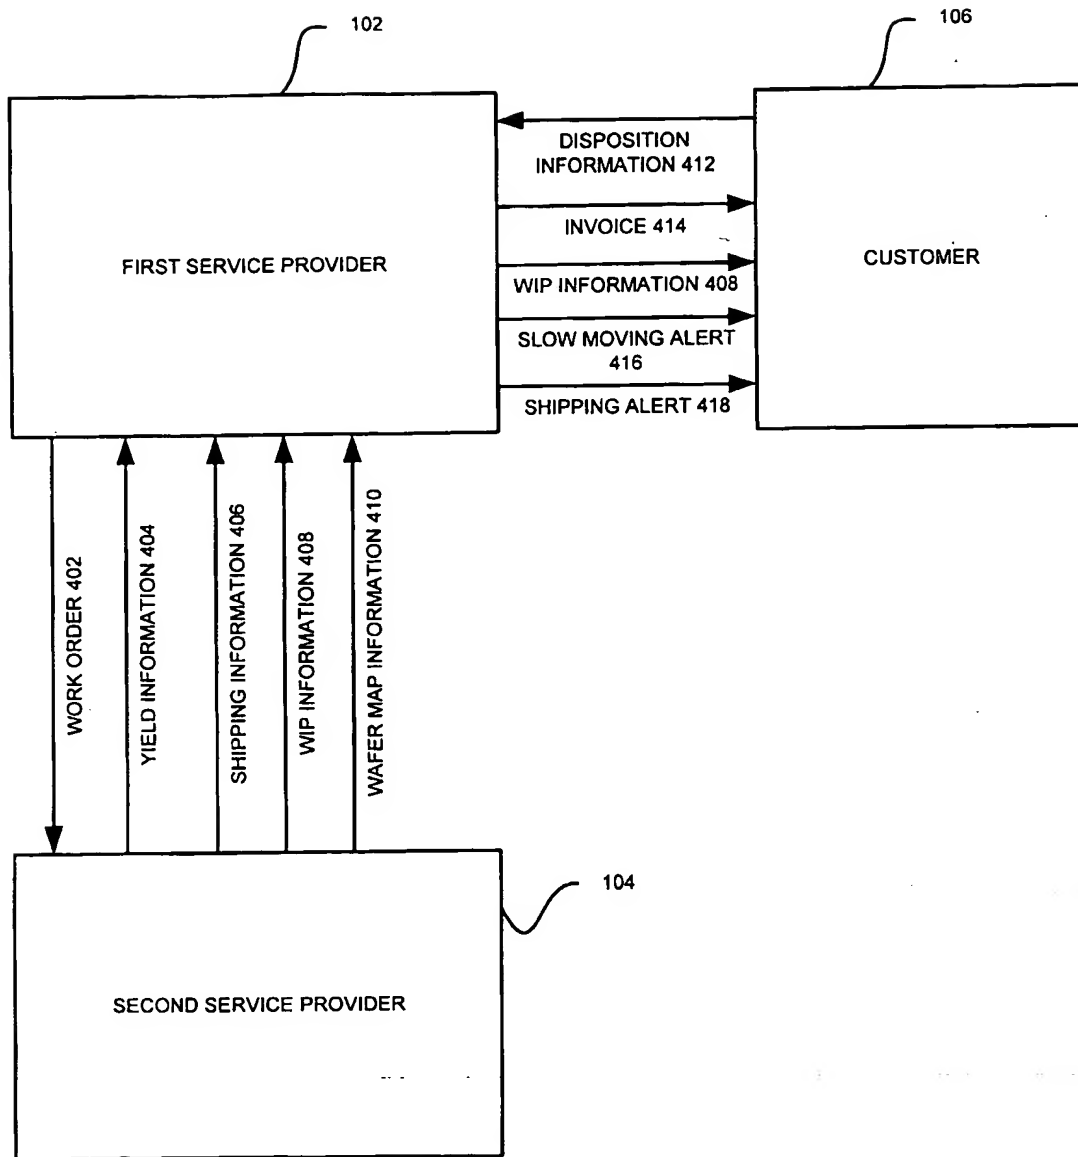 102
106
DISPOSITION
INFORMATION 412
INVOICE 414
FIRST SERVICE PROVIDER
CUSTOMER
WIP INFORMATION 408
SLOW MOVING ALERT
416
SHIPPING ALERT 418
WORK ORDER 402
YIELD INFORMATION 404
SHIPPING INFORMATION 406
WIP INFORMATION 408
WAFER MAP INFORMATION 410
104
SECOND SERVICE PROVIDER